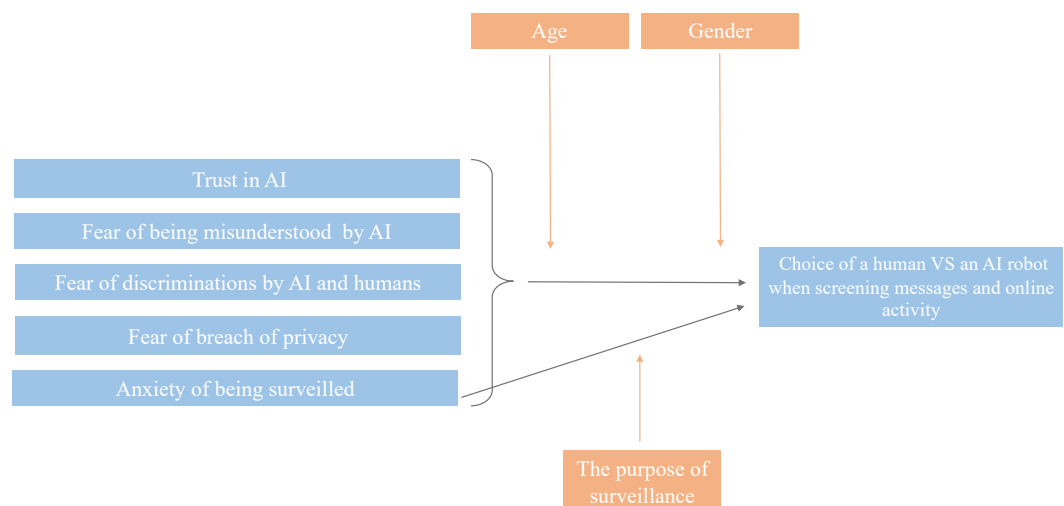 Age
Gender
Trust in AI
Fear of being misunderstood by AI
Fear of discriminations by AI and humans
Fear of breach of privacy
Anxiety of being surveilled
Choice of a human VS an AI robot
when screening messages and online
activity
The purpose of
surveillance